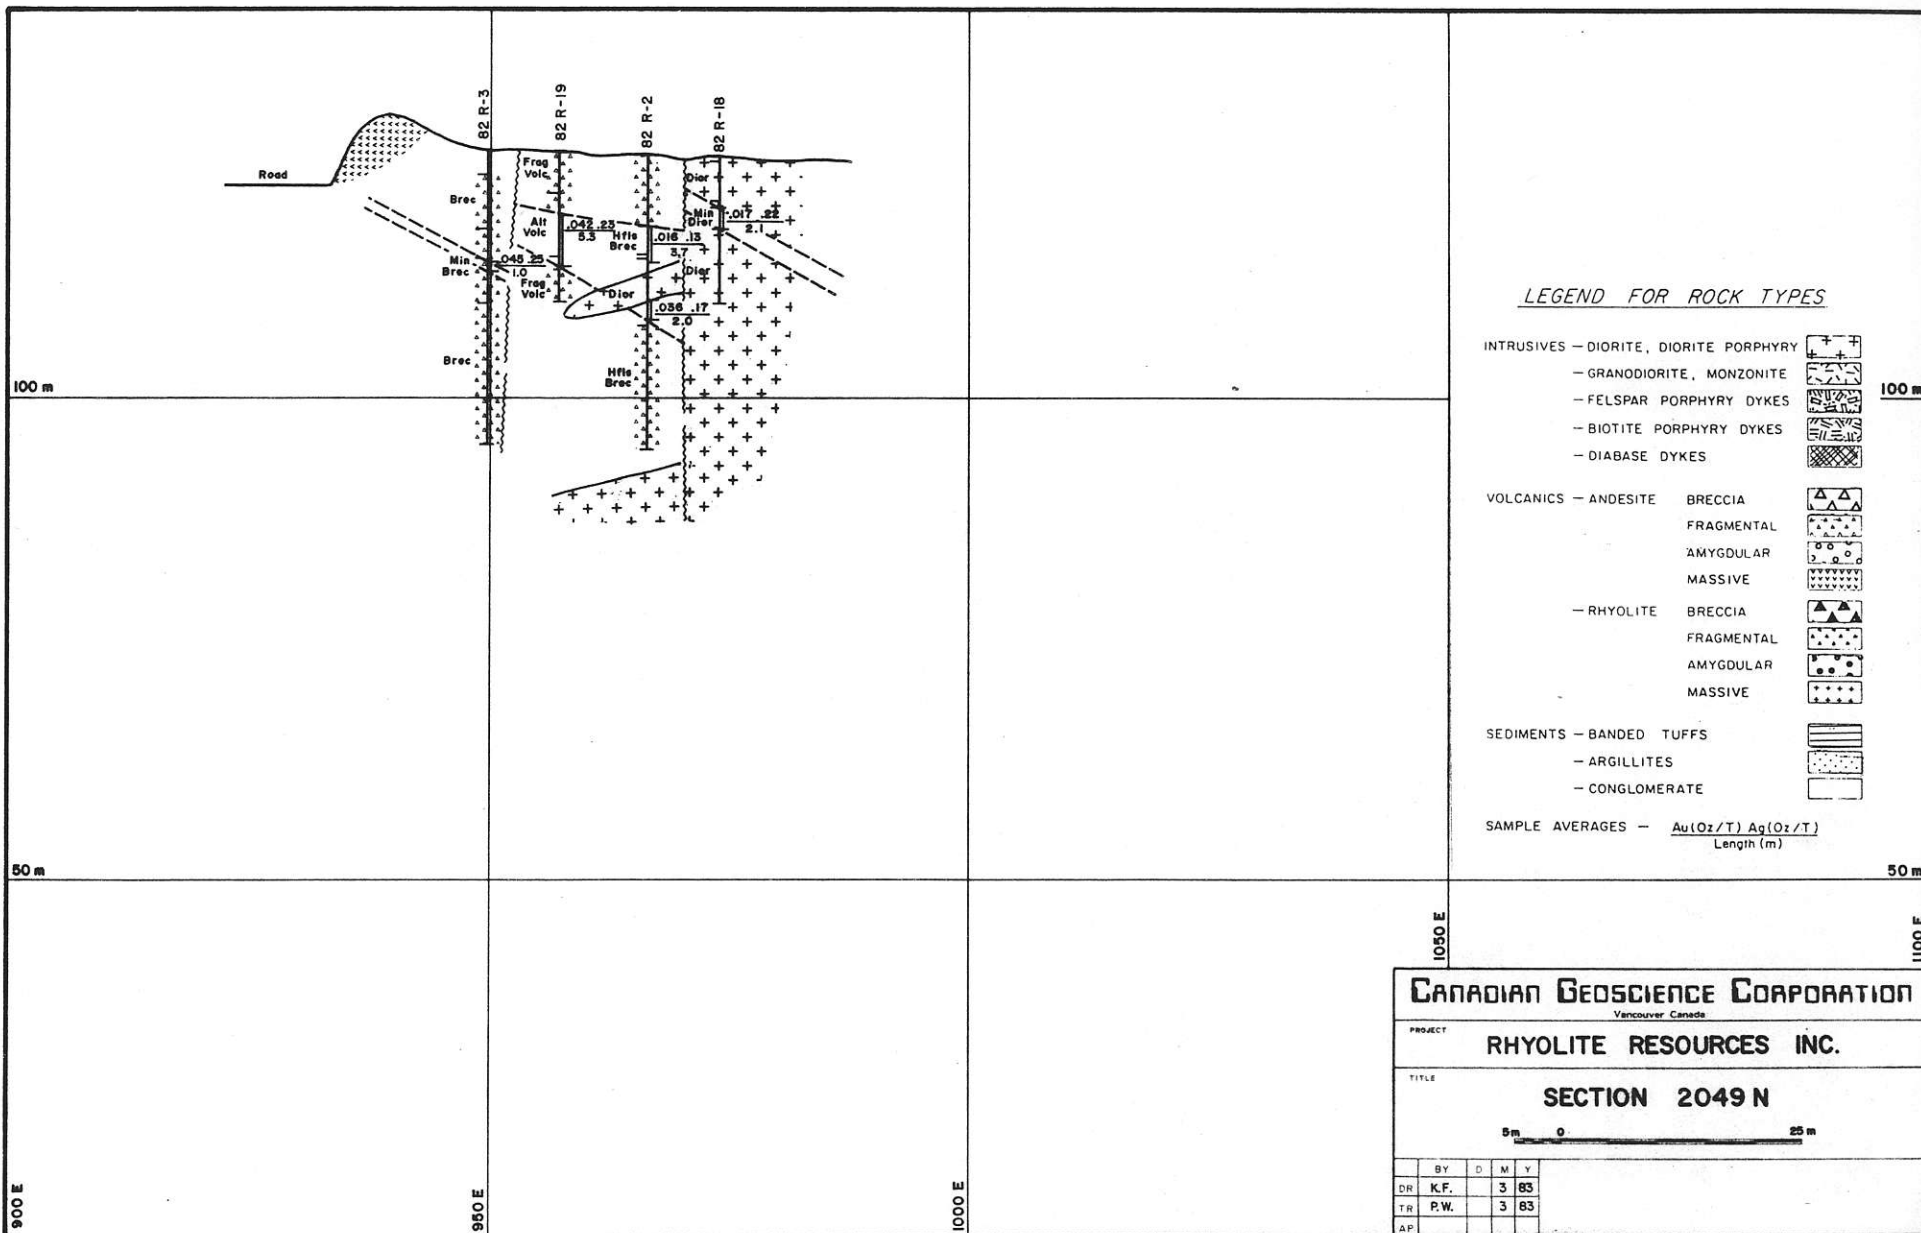 82 R-3
82 R-19
82 R-2
82 R-18
Road
Frag
Volc
Dior
Brec
Alt
Volc
.042 .23
5.3
Hfls
Brec
.016 .13
3.7
Min
Dior
.017 .22
2.1
Min
Brec
.045 .25
1.0
Frag
Volc
Dior
Dior
.036 .17
2.0
Brec
Hfls
Brec
100 m
100 m
50 m
50 m
900 E
950 E
1000 E
1050 E
1100 E
LEGEND FOR ROCK TYPES
INTRUSIVES — DIORITE, DIORITE PORPHYRY
— GRANODIORITE, MONZONITE
— FELSPAR PORPHYRY DYKES
— BIOTITE PORPHYRY DYKES
— DIABASE DYKES
VOLCANICS — ANDESITE BRECCIA
FRAGMENTAL
AMYGDULAR
MASSIVE
— RHYOLITE BRECCIA
FRAGMENTAL
AMYGDULAR
MASSIVE
SEDIMENTS — BANDED TUFFS
— ARGILLITES
— CONGLOMERATE
SAMPLE AVERAGES — Au(Oz/T) Ag(Oz/T)
Length (m)
CANADIAN GEOSCIENCE CORPORATION
Vancouver Canada
PROJECT
RHYOLITE RESOURCES INC.
TITLE
SECTION 2049 N
5m 0 25 m
BY D M Y
DR K.F. 3 83
TR P.W. 3 83
AP